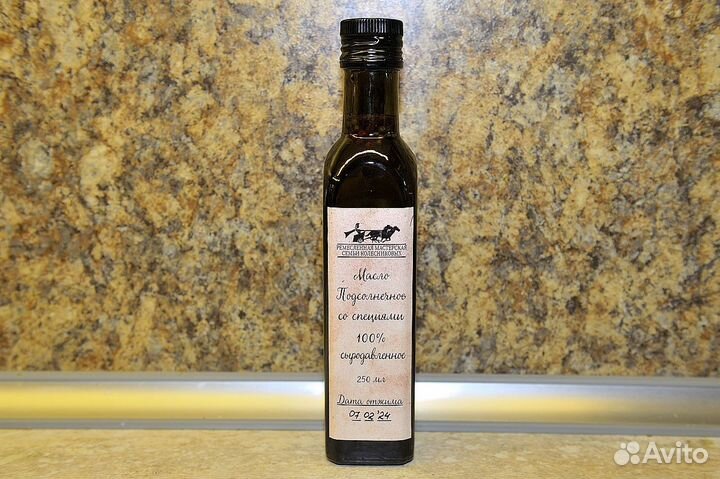 РЕМЕСЛЕННАЯ МАСТЕРСКАЯ
СЕМЬИ КОЛЕСНИКОВЫХ
Масло
Подсолнечное
со специями
100%
сыродавленное
250 мл
Дата отжима
07 02 '24
Avito